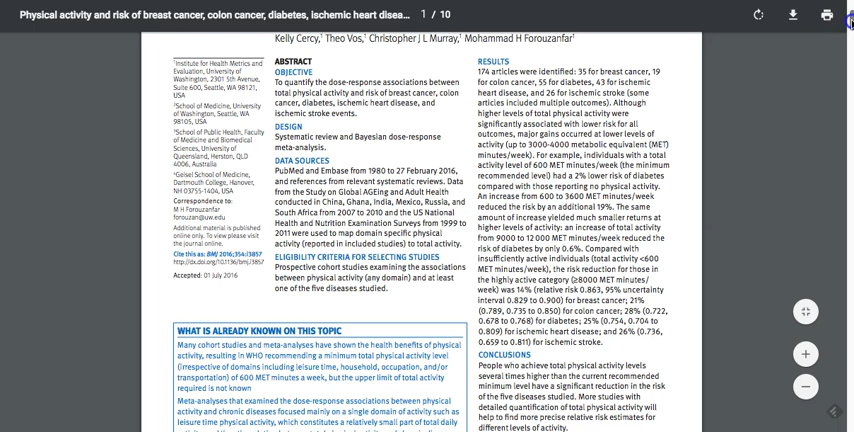 Physical activity and risk of breast cancer, colon cancer, diabetes, ischemic heart disea... 1 / 10
Kelly Cercy,1 Theo Vos,1 Christopher J L Murray,1 Mohammad H Forouzanfar1
1Institute for Health Metrics and
Evaluation, University of
Washington, 2301 5th Avenue,
Suite 600, Seattle, WA 98121,
USA
2School of Medicine, University
of Washington, Seattle, WA
98105, USA
3School of Public Health, Faculty
of Medicine and Biomedical
Sciences, University of
Queensland, Herston, QLD
4006, Australia
4Geisel School of Medicine,
Dartmouth College, Hanover,
NH 03755-1404, USA
Correspondence to:
M H Forouzanfar
forouzan@uw.edu
Additional material is published
online only. To view please visit
the journal online.
Cite this as: BMJ 2016;354:i3857
http://dx.doi.org/10.1136/bmj.i3857
Accepted: 01 July 2016
ABSTRACT
OBJECTIVE
To quantify the dose-response associations between
total physical activity and risk of breast cancer, colon
cancer, diabetes, ischemic heart disease, and
ischemic stroke events.
DESIGN
Systematic review and Bayesian dose-response
meta-analysis.
DATA SOURCES
PubMed and Embase from 1980 to 27 February 2016,
and references from relevant systematic reviews. Data
from the Study on Global AGEing and Adult Health
conducted in China, Ghana, India, Mexico, Russia, and
South Africa from 2007 to 2010 and the US National
Health and Nutrition Examination Surveys from 1999 to
2011 were used to map domain specific physical
activity (reported in included studies) to total activity.
ELIGIBILITY CRITERIA FOR SELECTING STUDIES
Prospective cohort studies examining the associations
between physical activity (any domain) and at least
one of the five diseases studied.
WHAT IS ALREADY KNOWN ON THIS TOPIC
Many cohort studies and meta-analyses have shown the health benefits of physical
activity, resulting in WHO recommending a minimum total physical activity level
(irrespective of domains including leisure time, household, occupation, and/or
transportation) of 600 MET minutes a week, but the upper limit of total activity
required is not known
Meta-analyses that examined the dose-response associations between physical
activity and chronic diseases focused mainly on a single domain of activity such as
leisure time physical activity, which constitutes a relatively small part of total daily
RESULTS
174 articles were identified: 35 for breast cancer, 19
for colon cancer, 55 for diabetes, 43 for ischemic
heart disease, and 26 for ischemic stroke (some
articles included multiple outcomes). Although
higher levels of total physical activity were
significantly associated with lower risk for all
outcomes, major gains occurred at lower levels of
activity (up to 3000-4000 metabolic equivalent (MET)
minutes/week). For example, individuals with a total
activity level of 600 MET minutes/week (the minimum
recommended level) had a 2% lower risk of diabetes
compared with those reporting no physical activity.
An increase from 600 to 3600 MET minutes/week
reduced the risk by an additional 19%. The same
amount of increase yielded much smaller returns at
higher levels of activity: an increase of total activity
from 9000 to 12 000 MET minutes/week reduced the
risk of diabetes by only 0.6%. Compared with
insufficiently active individuals (total activity <600
MET minutes/week), the risk reduction for those in
the highly active category (≥8000 MET minutes/
week) was 14% (relative risk 0.863, 95% uncertainty
interval 0.829 to 0.900) for breast cancer; 21%
(0.789, 0.735 to 0.850) for colon cancer; 28% (0.722,
0.678 to 0.768) for diabetes; 25% (0.754, 0.704 to
0.809) for ischemic heart disease; and 26% (0.736,
0.659 to 0.811) for ischemic stroke.
CONCLUSIONS
People who achieve total physical activity levels
several times higher than the current recommended
minimum level have a significant reduction in the risk
of the five diseases studied. More studies with
detailed quantification of total physical activity will
help to find more precise relative risk estimates for
different levels of activity.